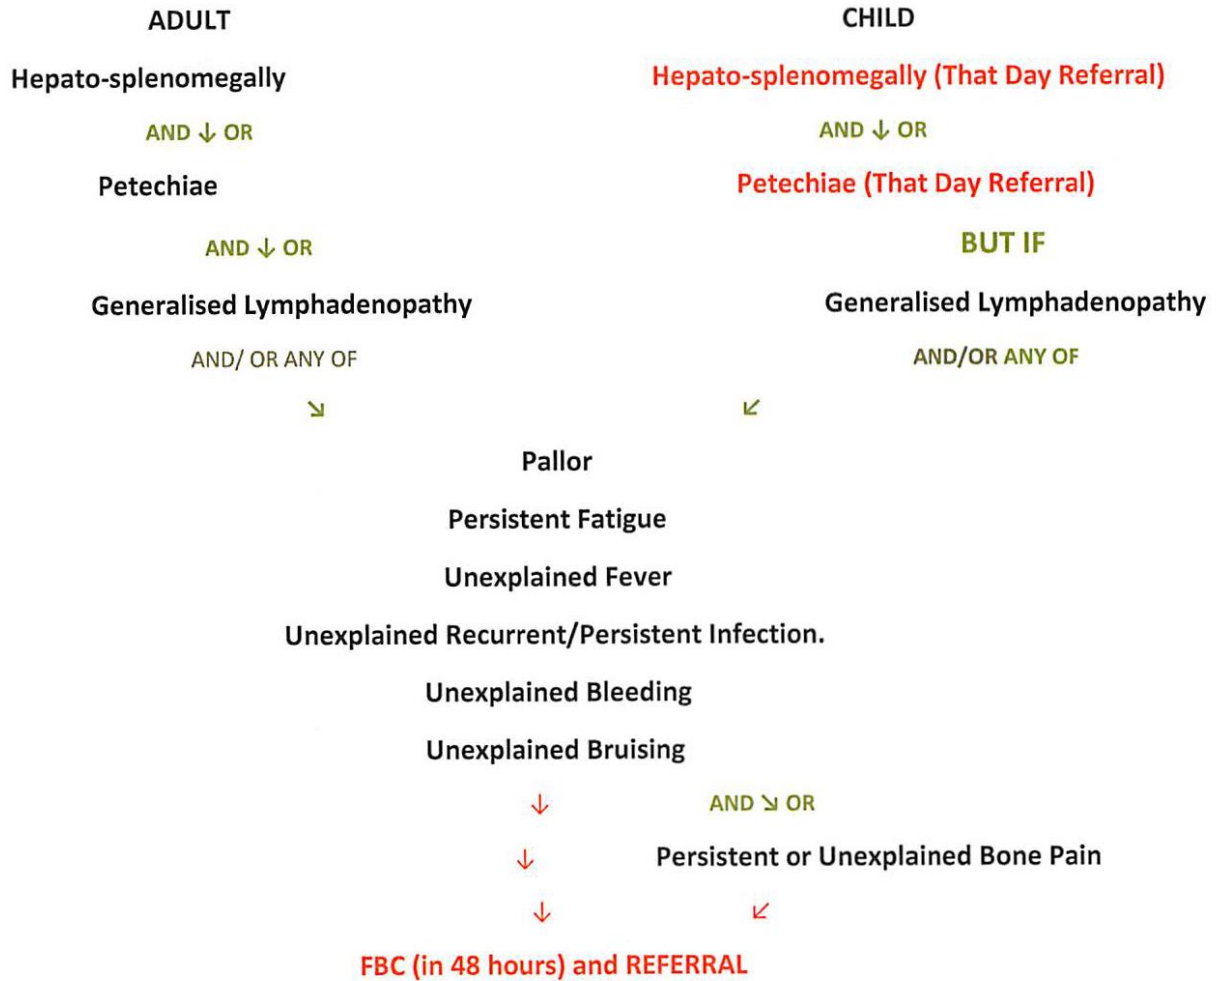 ADULT CHILD
Hepato-splenomegally Hepato-splenomegally (That Day Referral)
AND ↓ OR AND ↓ OR
Petechiae Petechiae (That Day Referral)
AND ↓ OR BUT IF
Generalised Lymphadenopathy Generalised Lymphadenopathy
AND/ OR ANY OF AND/OR ANY OF
↘ ↙
Pallor
Persistent Fatigue
Unexplained Fever
Unexplained Recurrent/Persistent Infection.
Unexplained Bleeding
Unexplained Bruising
↓ AND ↘ OR
↓ Persistent or Unexplained Bone Pain
↓ ↙
FBC (in 48 hours) and REFERRAL